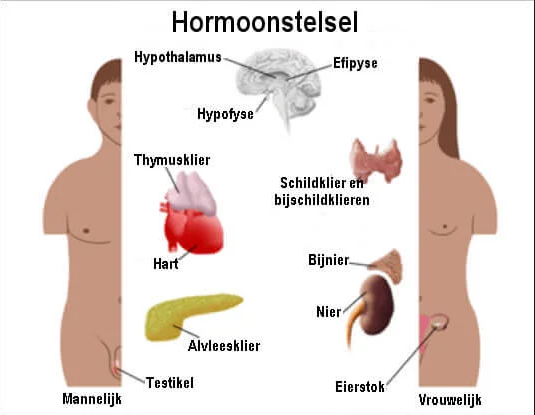 Hormoonstelsel
Hypothalamus
Efipyse
Hypofyse
Thymusklier
Schildklier en
bijschildklieren
Hart
Bijnier
Nier
Alvleesklier
Testikel
Eierstok
Mannelijk
Vrouwelijk